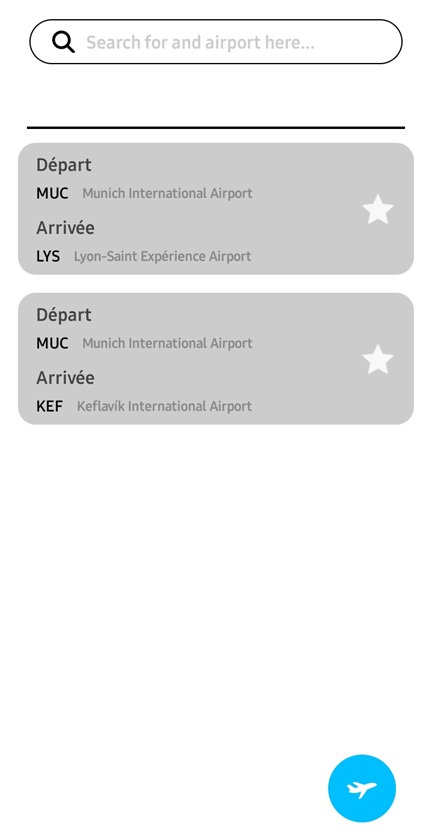 Search for and airport here...
Départ
MUC Munich International Airport
Arrivée
LYS Lyon-Saint Expérience Airport
Départ
MUC Munich International Airport
Arrivée
KEF Keflavík International Airport